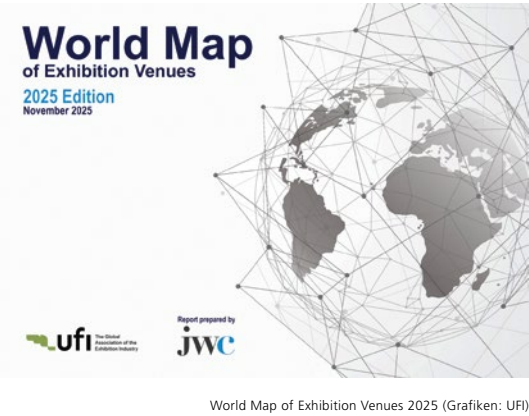 World Map
of Exhibition Venues
2025 Edition
November 2025
ufi
The Global
Association of the
Exhibition Industry
Report prepared by
jwc
World Map of Exhibition Venues 2025 (Grafiken: UFI)